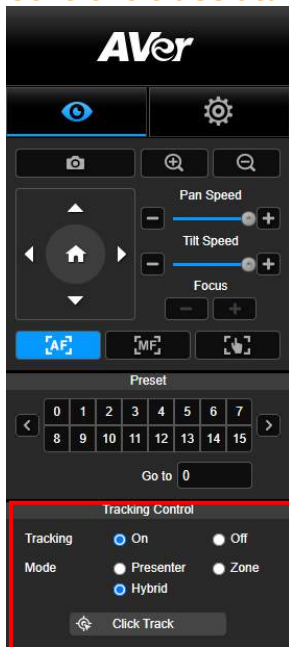 AVer
Pan Speed
Tilt Speed
Focus
[AF] [MF]
Preset
0 1 2 3 4 5 6 7
8 9 10 11 12 13 14 15
Go to 0
Tracking Control
Tracking On Off
Mode Presenter Zone
Hybrid
Click Track